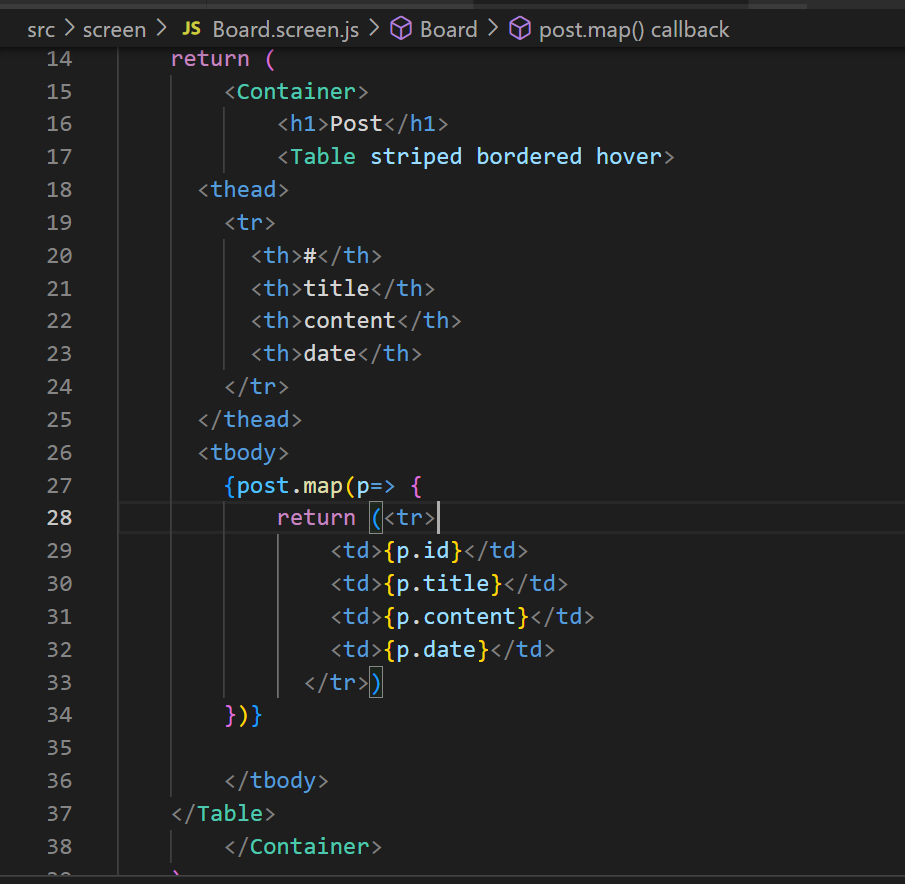 src > screen > JS Board.screen.js > Board > post.map() callback
14 return (
15 <Container>
16 <h1>Post</h1>
17 <Table striped bordered hover>
18 <thead>
19 <tr>
20 <th>#</th>
21 <th>title</th>
22 <th>content</th>
23 <th>date</th>
24 </tr>
25 </thead>
26 <tbody>
27 {post.map(p=> {
28 return (<tr>
29 <td>{p.id}</td>
30 <td>{p.title}</td>
31 <td>{p.content}</td>
32 <td>{p.date}</td>
33 </tr>)
34 })}
35
36 </tbody>
37 </Table>
38 </Container>